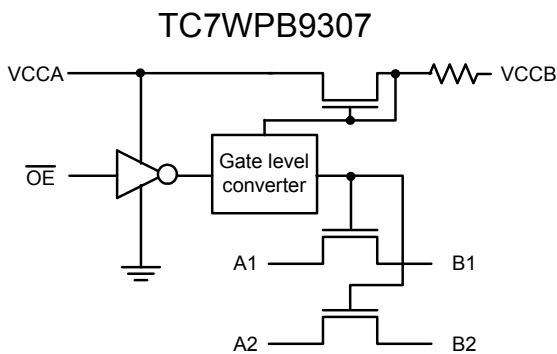 TC7WPB9307
VCCA
VCCB
OE
Gate level
converter
A1
B1
A2
B2